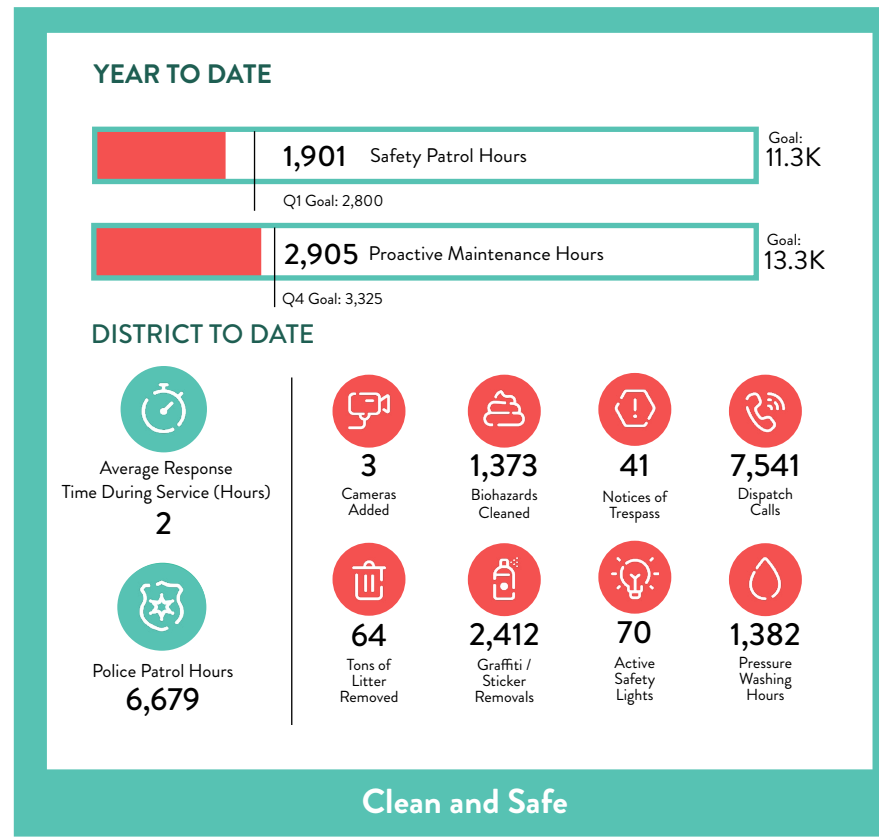 YEAR TO DATE
1,901 Safety Patrol Hours
Goal:
11.3K
Q1 Goal: 2,800
2,905 Proactive Maintenance Hours
Goal:
13.3K
Q4 Goal: 3,325
DISTRICT TO DATE
Average Response
Time During Service (Hours)
2
Police Patrol Hours
6,679
3
Cameras
Added
1,373
Biohazards
Cleaned
41
Notices of
Trespass
7,541
Dispatch
Calls
64
Tons of
Litter
Removed
2,412
Graffiti /
Sticker
Removals
70
Active
Safety
Lights
1,382
Pressure
Washing
Hours
Clean and Safe